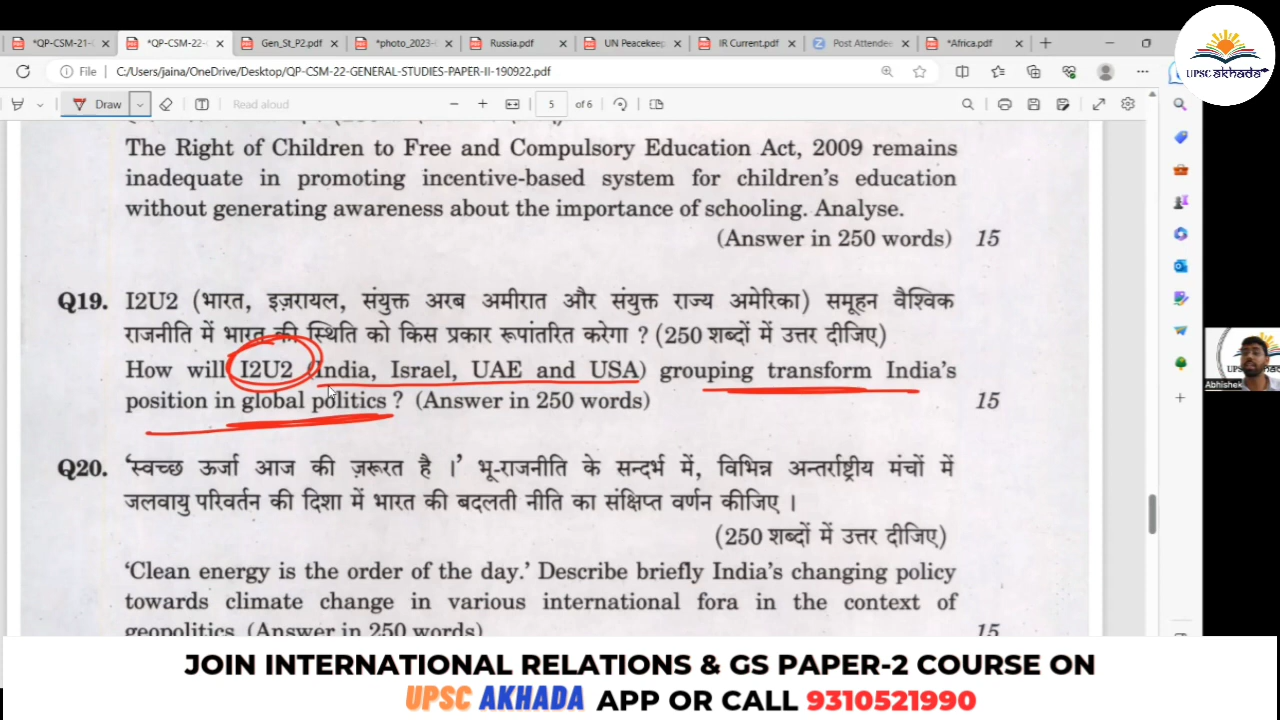 *QP-CSM-21-
*QP-CSM-22-
Gen_St_P2.pdf
*photo_2023-
Russia.pdf
UN Peacekee
IR Current.pdf
Post Attende
*Africa.pdf
File C:/Users/jaina/OneDrive/Desktop/QP-CSM-22-GENERAL-STUDIES-PAPER-II-190922.pdf
Draw Read aloud 5 of 6
The Right of Children to Free and Compulsory Education Act, 2009 remains
inadequate in promoting incentive-based system for children's education
without generating awareness about the importance of schooling. Analyse.
(Answer in 250 words) 15
Q19. I2U2 (भारत, इज़रायल, संयुक्त अरब अमीरात और संयुक्त राज्य अमेरिका) समूहन वैश्विक
राजनीति में भारत की स्थिति को किस प्रकार रूपांतरित करेगा ? (250 शब्दों में उत्तर दीजिए)
How will I2U2 (India, Israel, UAE and USA) grouping transform India's
position in global politics ? (Answer in 250 words) 15
Q20. 'स्वच्छ ऊर्जा आज की ज़रूरत है ।' भू-राजनीति के सन्दर्भ में, विभिन्न अन्तर्राष्ट्रीय मंचों में
जलवायु परिवर्तन की दिशा में भारत की बदलती नीति का संक्षिप्त वर्णन कीजिए ।
(250 शब्दों में उत्तर दीजिए)
'Clean energy is the order of the day.' Describe briefly India's changing policy
towards climate change in various international fora in the context of
geopolitics. (Answer in 250 words) 15
UPSC akhada
Abhishek
JOIN INTERNATIONAL RELATIONS & GS PAPER-2 COURSE ON
UPSC AKHADA APP OR CALL 9310521990